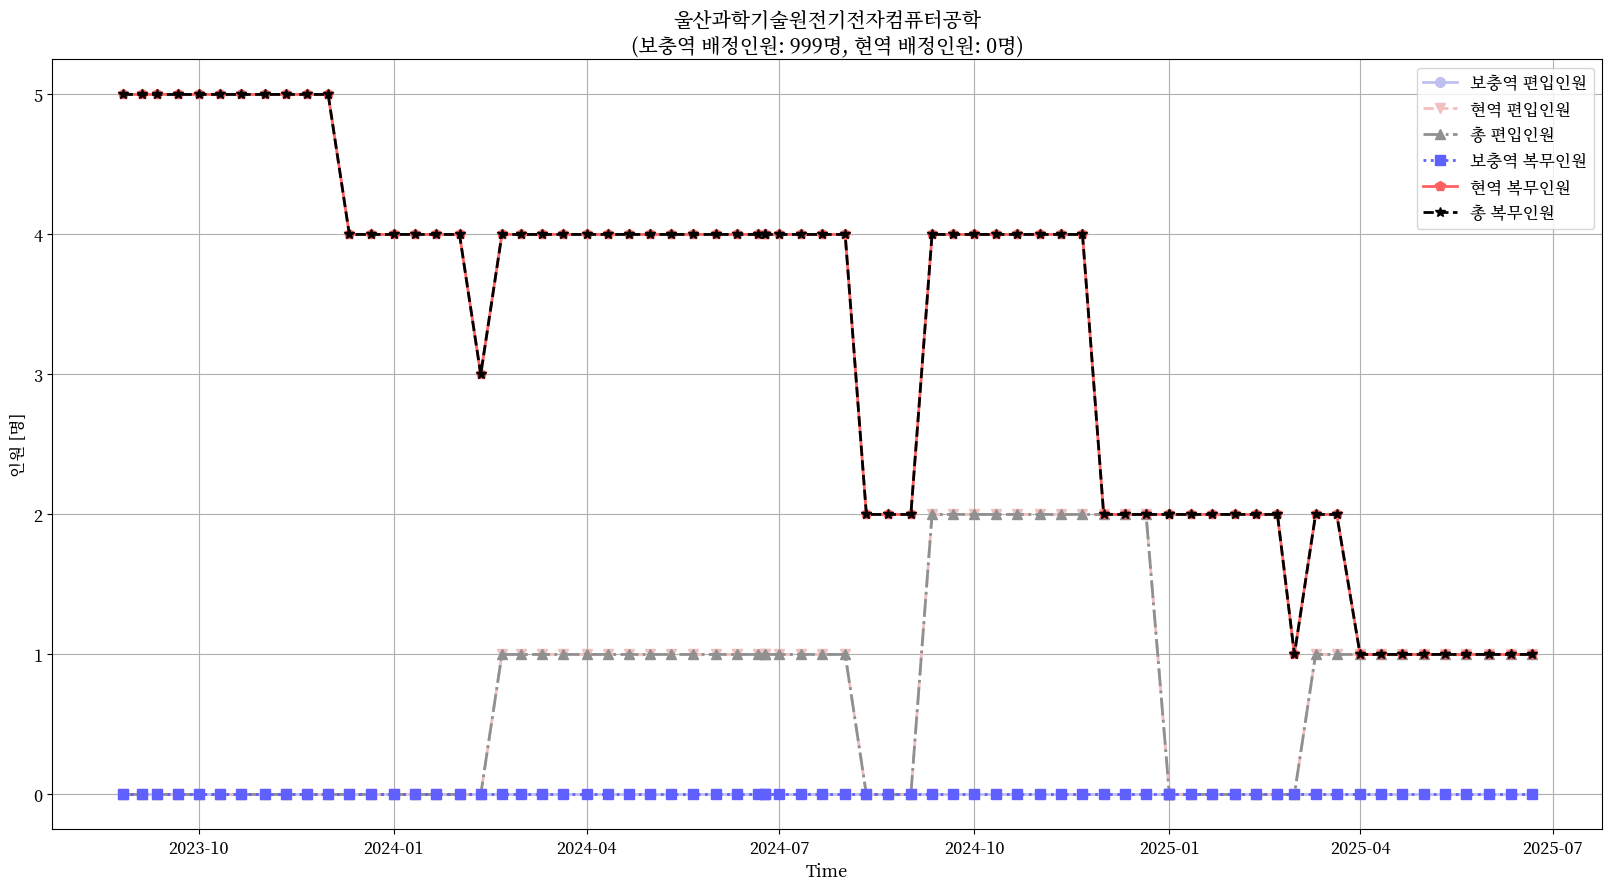 울산과학기술원전기전자컴퓨터공학
(보충역 배정인원: 999명, 현역 배정인원: 0명)
보충역 편입인원
현역 편입인원
총 편입인원
보충역 복무인원
현역 복무인원
총 복무인원
인원 [명]
5
4
3
2
1
0
2023-10
2024-01
2024-04
2024-07
2024-10
2025-01
2025-04
2025-07
Time